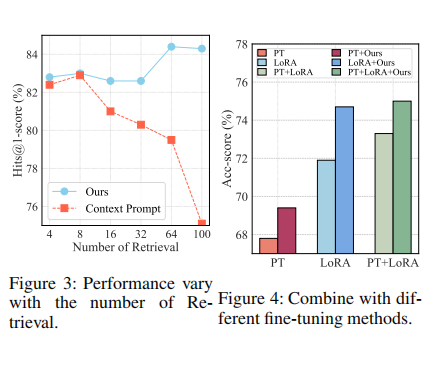 84
82
80
78
76
Hits@1-score (%)
Ours
Context Prompt
4 8 16 32 64 100
Number of Retrieval
Figure 3: Performance vary
with the number of Re-
trieval.
78
76
74
72
70
68
Acc-score (%)
PT PT+Ours
LoRA LoRA+Ours
PT+LoRA PT+LoRA+Ours
PT LoRA PT+LoRA
Figure 4: Combine with dif-
ferent fine-tuning methods.